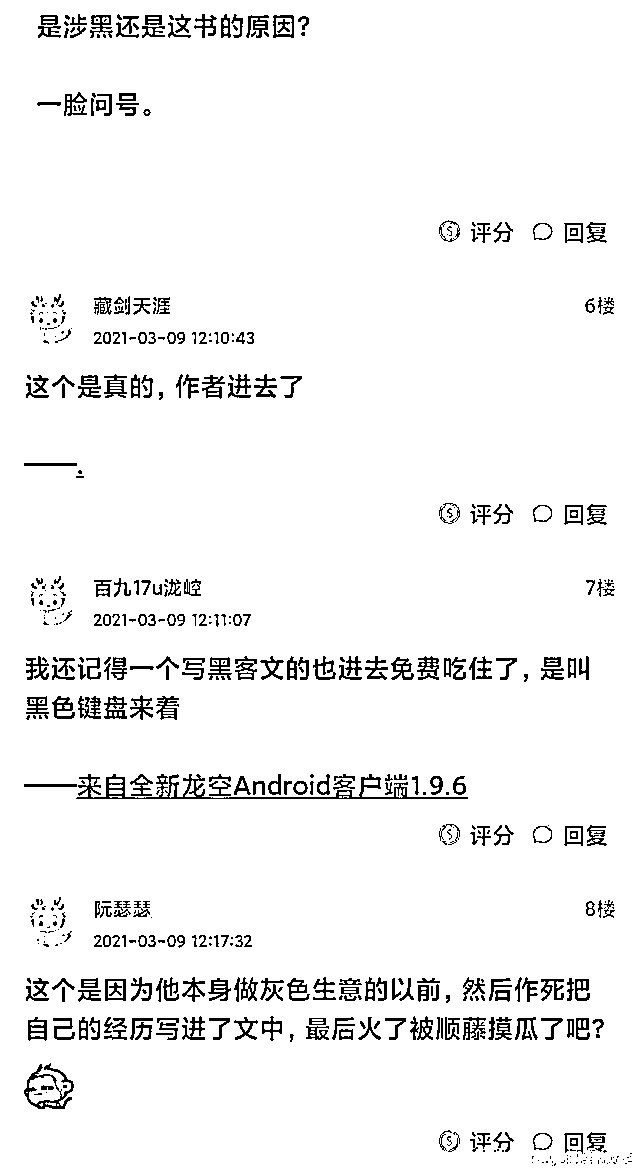 是涉黑还是这书的原因？
一脸问号。
评分 回复
藏剑天涯 6楼
2021-03-09 12:10:43
这个是真的，作者进去了
——.
评分 回复
百九17u泷崆 7楼
2021-03-09 12:11:07
我还记得一个写黑客文的也进去免费吃住了，是叫
黑色键盘来着
——来自全新龙空Android客户端1.9.6
评分 回复
阮瑟瑟 8楼
2021-03-09 12:17:32
这个是因为他本身做灰色生意的以前，然后作死把
自己的经历写进了文中，最后火了被顺藤摸瓜了吧？
评分 回复